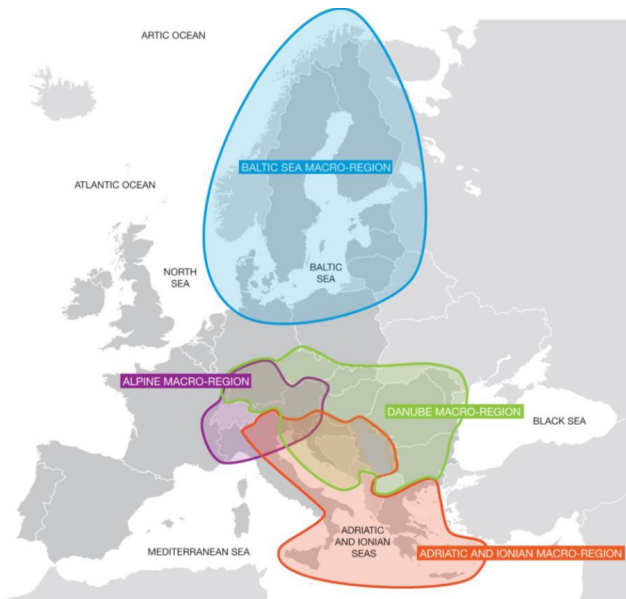 ARTIC OCEAN
BALTIC SEA MACRO-REGION
ATLANTIC OCEAN
NORTH
SEA
BALTIC
SEA
ALPINE MACRO-REGION
DANUBE MACRO-REGION
BLACK SEA
ADRIATIC
AND IONIAN
SEAS
MEDITERRANEAN SEA
ADRIATIC AND IONIAN MACRO-REGION